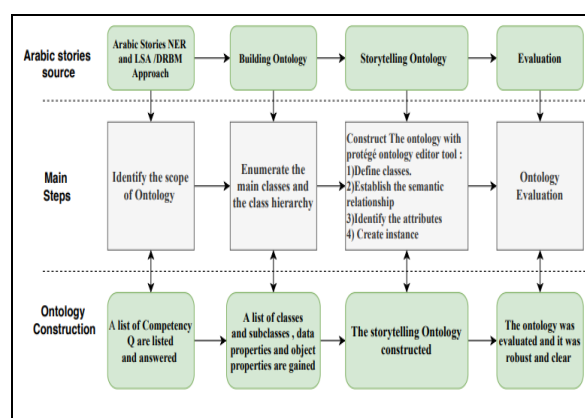 Arabic stories
source
Arabic Stories NER
and LSA /DRBM
Approach
Building Ontology
Storytelling Ontology
Evaluation
Main
Steps
Identify the scope
of Ontology
Enumerate the
main classes and
the class hierarchy
Construct The ontology with
protégé ontology editor tool :
1)Define classes.
2)Establish the semantic
relationship
3)Identify the attributes
4) Create instance
Ontology
Evaluation
Ontology
Construction
A list of Competency
Q are listed
and answered
A list of classes
and subclasses , data
properties and object
properties are gained
The storytelling Ontology
constructed
The ontology was
evaluated and it was
robust and clear